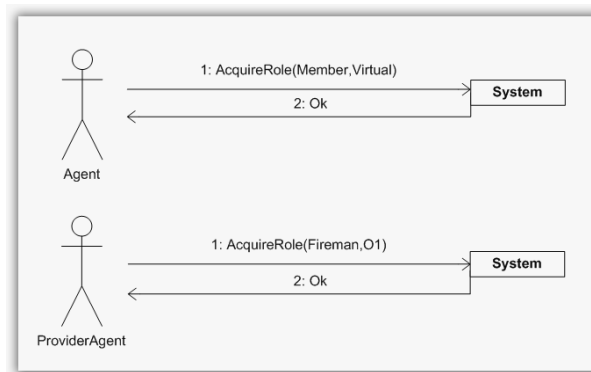 1: AcquireRole(Member,Virtual)
System
2: Ok
Agent
1: AcquireRole(Fireman,O1)
System
2: Ok
ProviderAgent